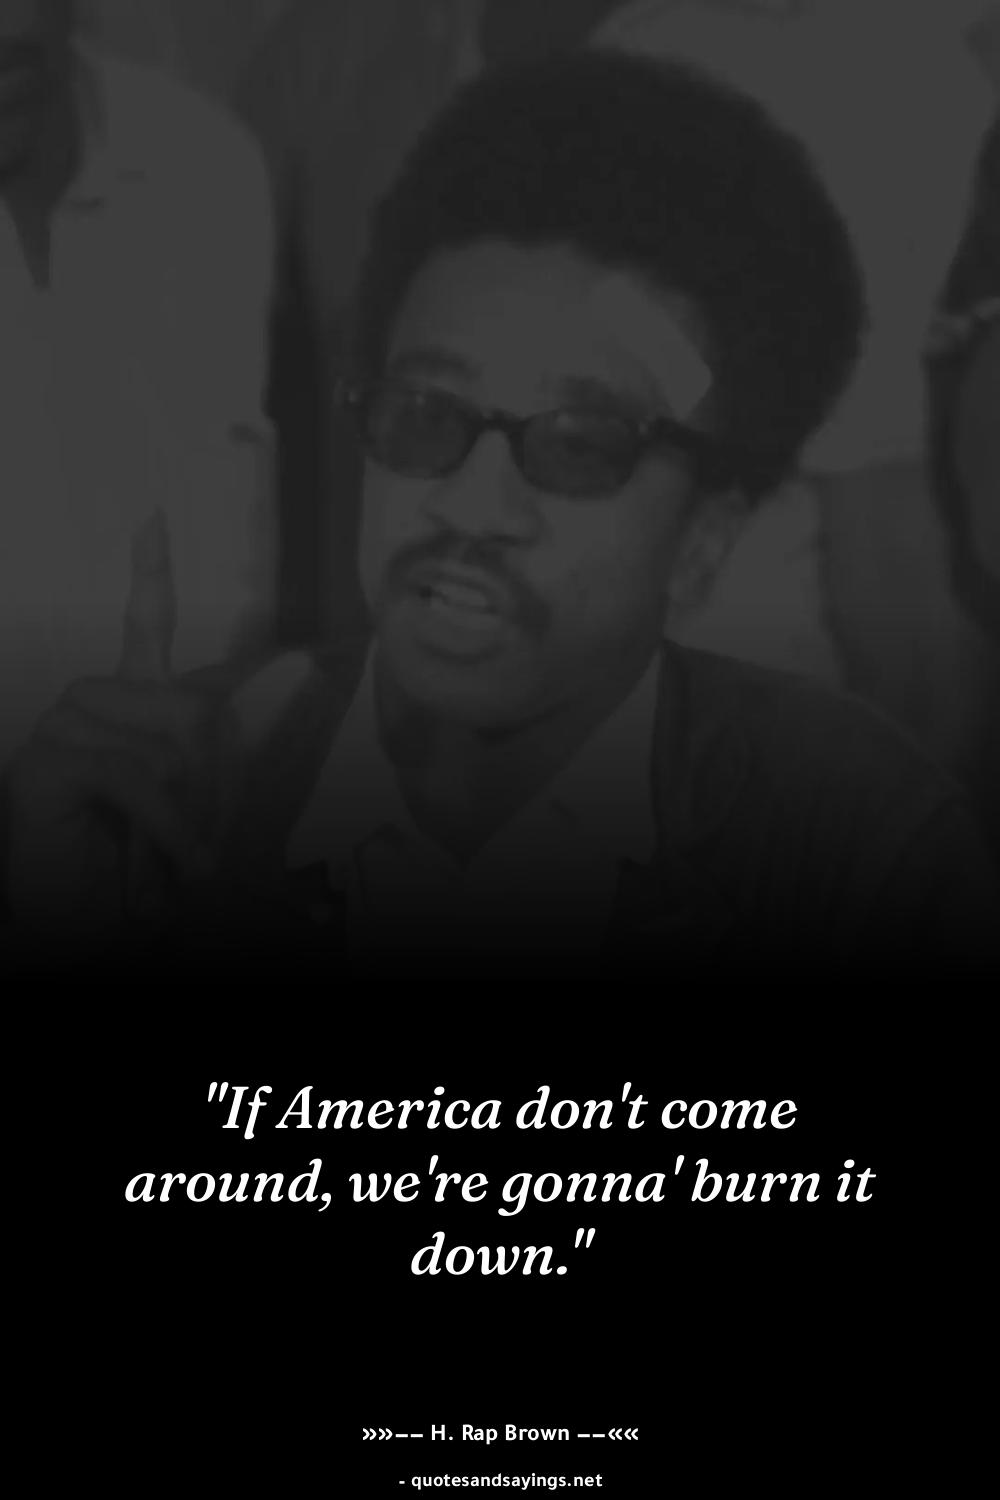 "If America don't come
around, we're gonna' burn it
down."
»»–– H. Rap Brown ––««
- quotesandsayings.net